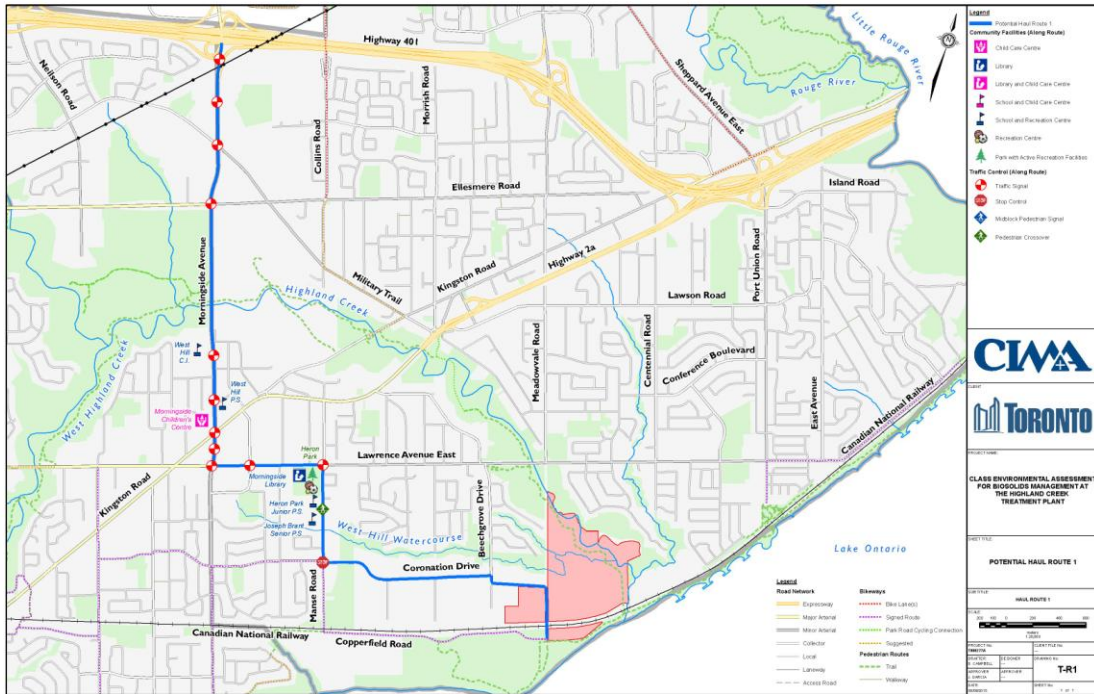 Highway 401
Little Rouge
River
Rouge
River
Neilson Road
Collins Road
Morrish Road
Sheppard Avenue East
Ellesmere Road
Island Road
Morningside Avenue
Military Trail
Kingston Road
Highway 2a
Port Union Road
Highland
Creek
Lawson Road
West
Hill
C.I.
West
Hill
P.S.
West Highland Creek
Meadowvale Road
Centennial Road
Conference Boulevard
East Avenue
Canadian National Railway
Morningside
Children's
Centre
Heron
Park
Lawrence Avenue East
Kingston Road
Morningside
Library
Heron Park
Junior P.S.
Joseph Brant
Senior P.S.
West Hill Watercourse
Beechgrove Drive
Coronation Drive
Manse Road
Canadian National Railway
Copperfield Road
Lake Ontario
Legend
Road Network
Expressway
Major Arterial
Minor Arterial
Collector
Local
Laneway
Access Road
Bikeways
Bike Lane(s)
Signed Route
Park Road Cycling Connection
Suggested
Pedestrian Routes
Trail
Walkway
Legend
Potential Haul Route 1
Community Facilities (Along Route)
Child Care Centre
Library
Library and Child Care Centre
School and Child Care Centre
School and Recreation Centre
Recreation Centre
Park with Active Recreation Facilities
Traffic Control (Along Route)
Traffic Signal
Stop Control
Midblock Pedestrian Signal
Pedestrian Crossover
CIMA
CLIENT
TORONTO
PROJECT NAME
CLASS ENVIRONMENTAL ASSESSMENT
FOR BIOSOLIDS MANAGEMENT AT
THE HIGHLAND CREEK
TREATMENT PLANT
SHEET TITLE
POTENTIAL HAUL ROUTE 1
SUB TITLE
HAUL ROUTE 1
SCALE
T-R1